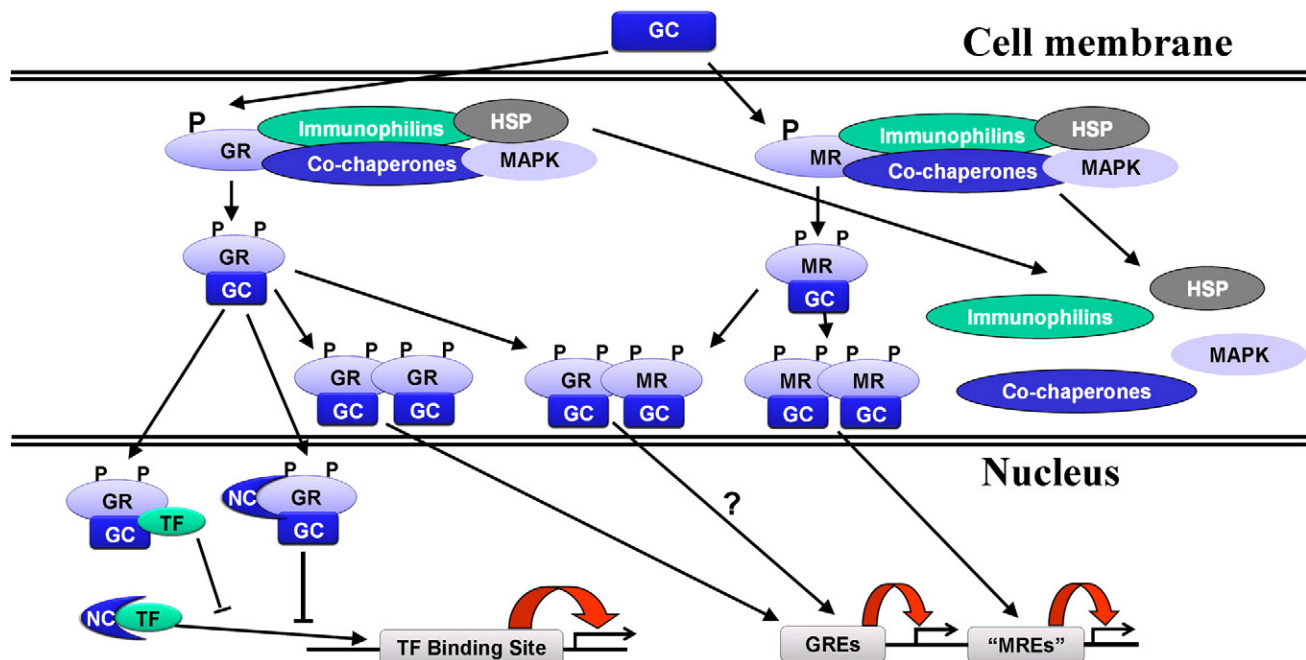 GC
Cell membrane
P
GR
Immunophilins
HSP
Co-chaperones
MAPK
P
MR
Immunophilins
HSP
Co-chaperones
MAPK
P P
GR
GC
P P
MR
GC
HSP
Immunophilins
MAPK
Co-chaperones
P P P P
GR GR
GC GC
P P P P
GR MR
GC GC
P P P P
MR MR
GC GC
Nucleus
P P
GR
GC TF
P P
NC GR
GC
?
NC TF
TF Binding Site
GREs
“MREs”